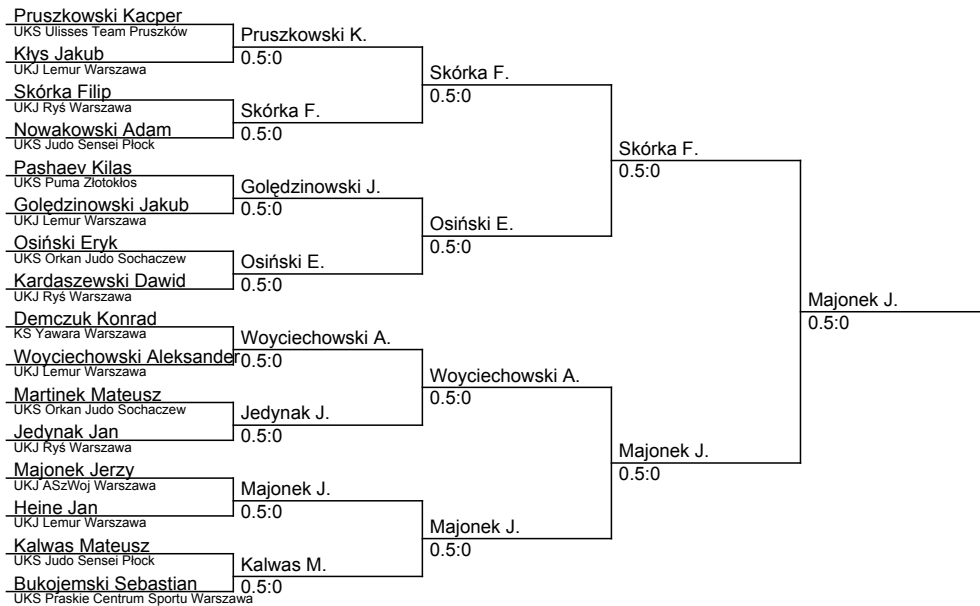 Pruszkowski Kacper
UKS Ulisses Team Pruszków
Kłys Jakub
UKJ Lemur Warszawa
Skórka Filip
UKJ Ryś Warszawa
Nowakowski Adam
UKS Judo Sensei Płock
Pashaev Kilas
UKS Puma Złotokłos
Golędzinowski Jakub
UKJ Lemur Warszawa
Osiński Eryk
UKS Orkan Judo Sochaczew
Kardaszewski Dawid
UKJ Ryś Warszawa
Demczuk Konrad
KS Yawara Warszawa
Woyciechowski Aleksander
UKJ Lemur Warszawa
Martinek Mateusz
UKS Orkan Judo Sochaczew
Jedynak Jan
UKJ Ryś Warszawa
Majonek Jerzy
UKJ ASzWoj Warszawa
Heine Jan
UKJ Lemur Warszawa
Kalwas Mateusz
UKS Judo Sensei Płock
Bukojemski Sebastian
UKS Praskie Centrum Sportu Warszawa
Pruszkowski K.
0.5:0
Skórka F.
0.5:0
Golędzinowski J.
0.5:0
Osiński E.
0.5:0
Woyciechowski A.
0.5:0
Jedynak J.
0.5:0
Majonek J.
0.5:0
Kalwas M.
0.5:0
Skórka F.
0.5:0
Osiński E.
0.5:0
Woyciechowski A.
0.5:0
Majonek J.
0.5:0
Skórka F.
0.5:0
Majonek J.
0.5:0
Majonek J.
0.5:0